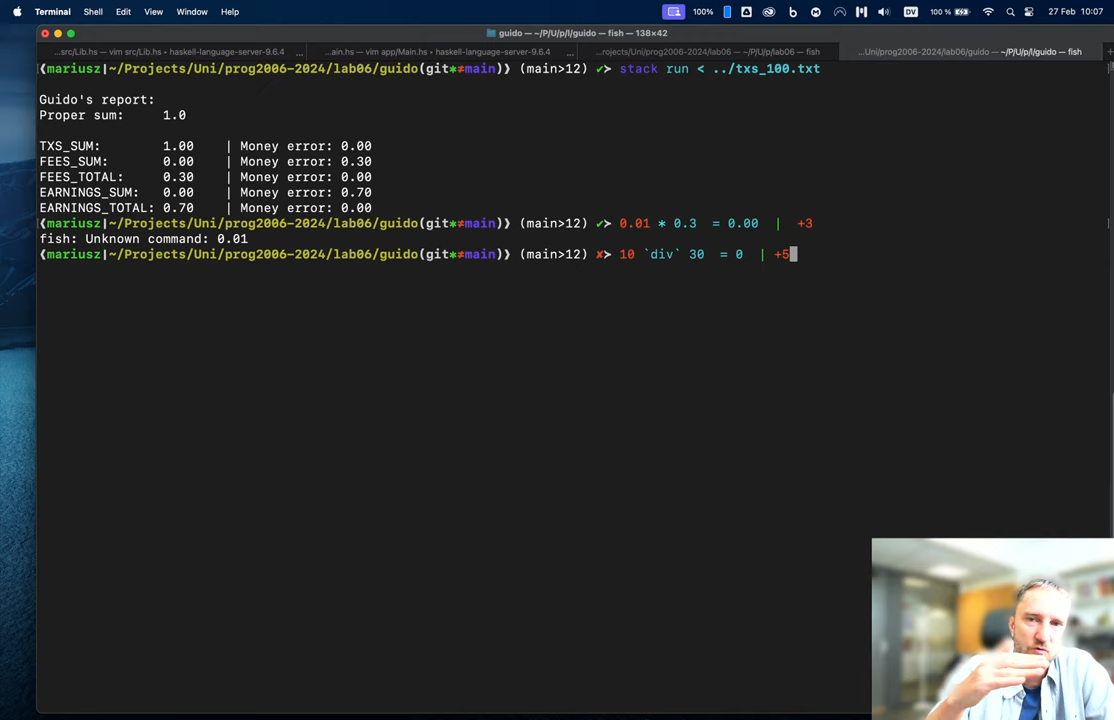 Terminal Shell Edit View Window Help 100% DV 100 % 27 Feb 10:07
guido — ~/P/U/p/l/guido — fish — 138×42
...src/Lib.hs — vim src/Lib.hs • haskell-language-server-9.6.4 ... ...ain.hs — vim app/Main.hs • haskell-language-server-9.6.4 ... ...rojects/Uni/prog2006-2024/lab06 — ~/P/U/p/lab06 — fish ...Uni/prog2006-2024/lab06/guido — ~/P/U/p/l/guido — fish +
❰mariusz|~/Projects/Uni/prog2006-2024/lab06/guido(git*≠main)❱ (main>12) ✔➤ stack run < ../txs_100.txt
Guido's report:
Proper sum: 1.0
TXS_SUM: 1.00 | Money error: 0.00
FEES_SUM: 0.00 | Money error: 0.30
FEES_TOTAL: 0.30 | Money error: 0.00
EARNINGS_SUM: 0.00 | Money error: 0.70
EARNINGS_TOTAL: 0.70 | Money error: 0.00
❰mariusz|~/Projects/Uni/prog2006-2024/lab06/guido(git*≠main)❱ (main>12) ✔➤ 0.01 * 0.3 = 0.00 | +3
fish: Unknown command: 0.01
❰mariusz|~/Projects/Uni/prog2006-2024/lab06/guido(git*≠main)❱ (main>12) ✘➤ 10 `div` 30 = 0 | +5